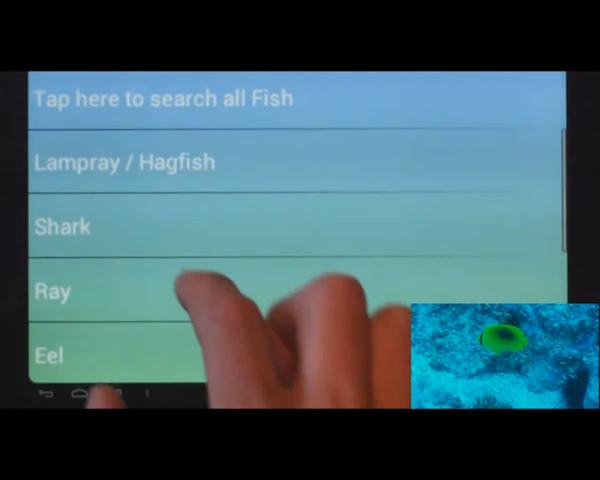 Tap here to search all Fish
Lampray / Hagfish
Shark
Ray
Eel